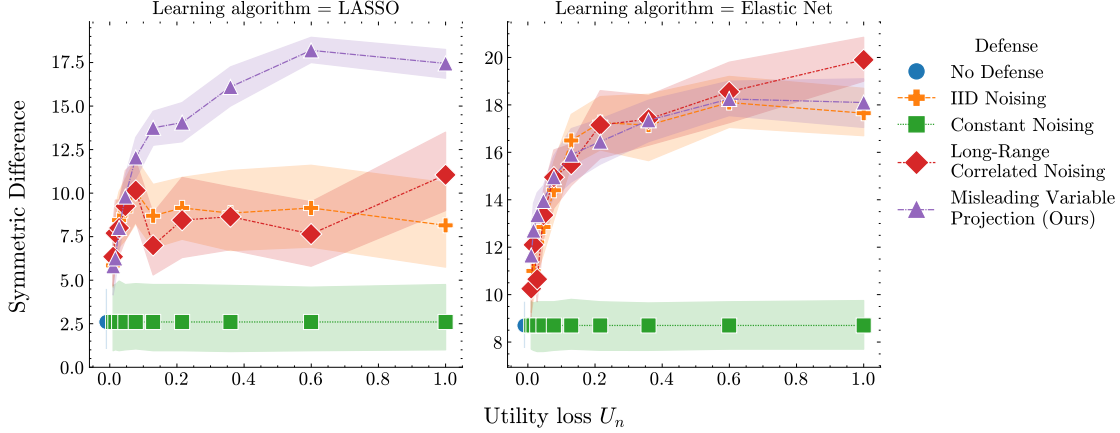 Learning algorithm = LASSO
Learning algorithm = Elastic Net
Symmetric Difference
17.5
15.0
12.5
10.0
7.5
5.0
2.5
0.0
0.0 0.2 0.4 0.6 0.8 1.0
20
18
16
14
12
10
8
0.0 0.2 0.4 0.6 0.8 1.0
Utility loss Uₙ
Defense
No Defense
IID Noising
Constant Noising
Long-Range
Correlated Noising
Misleading Variable
Projection (Ours)